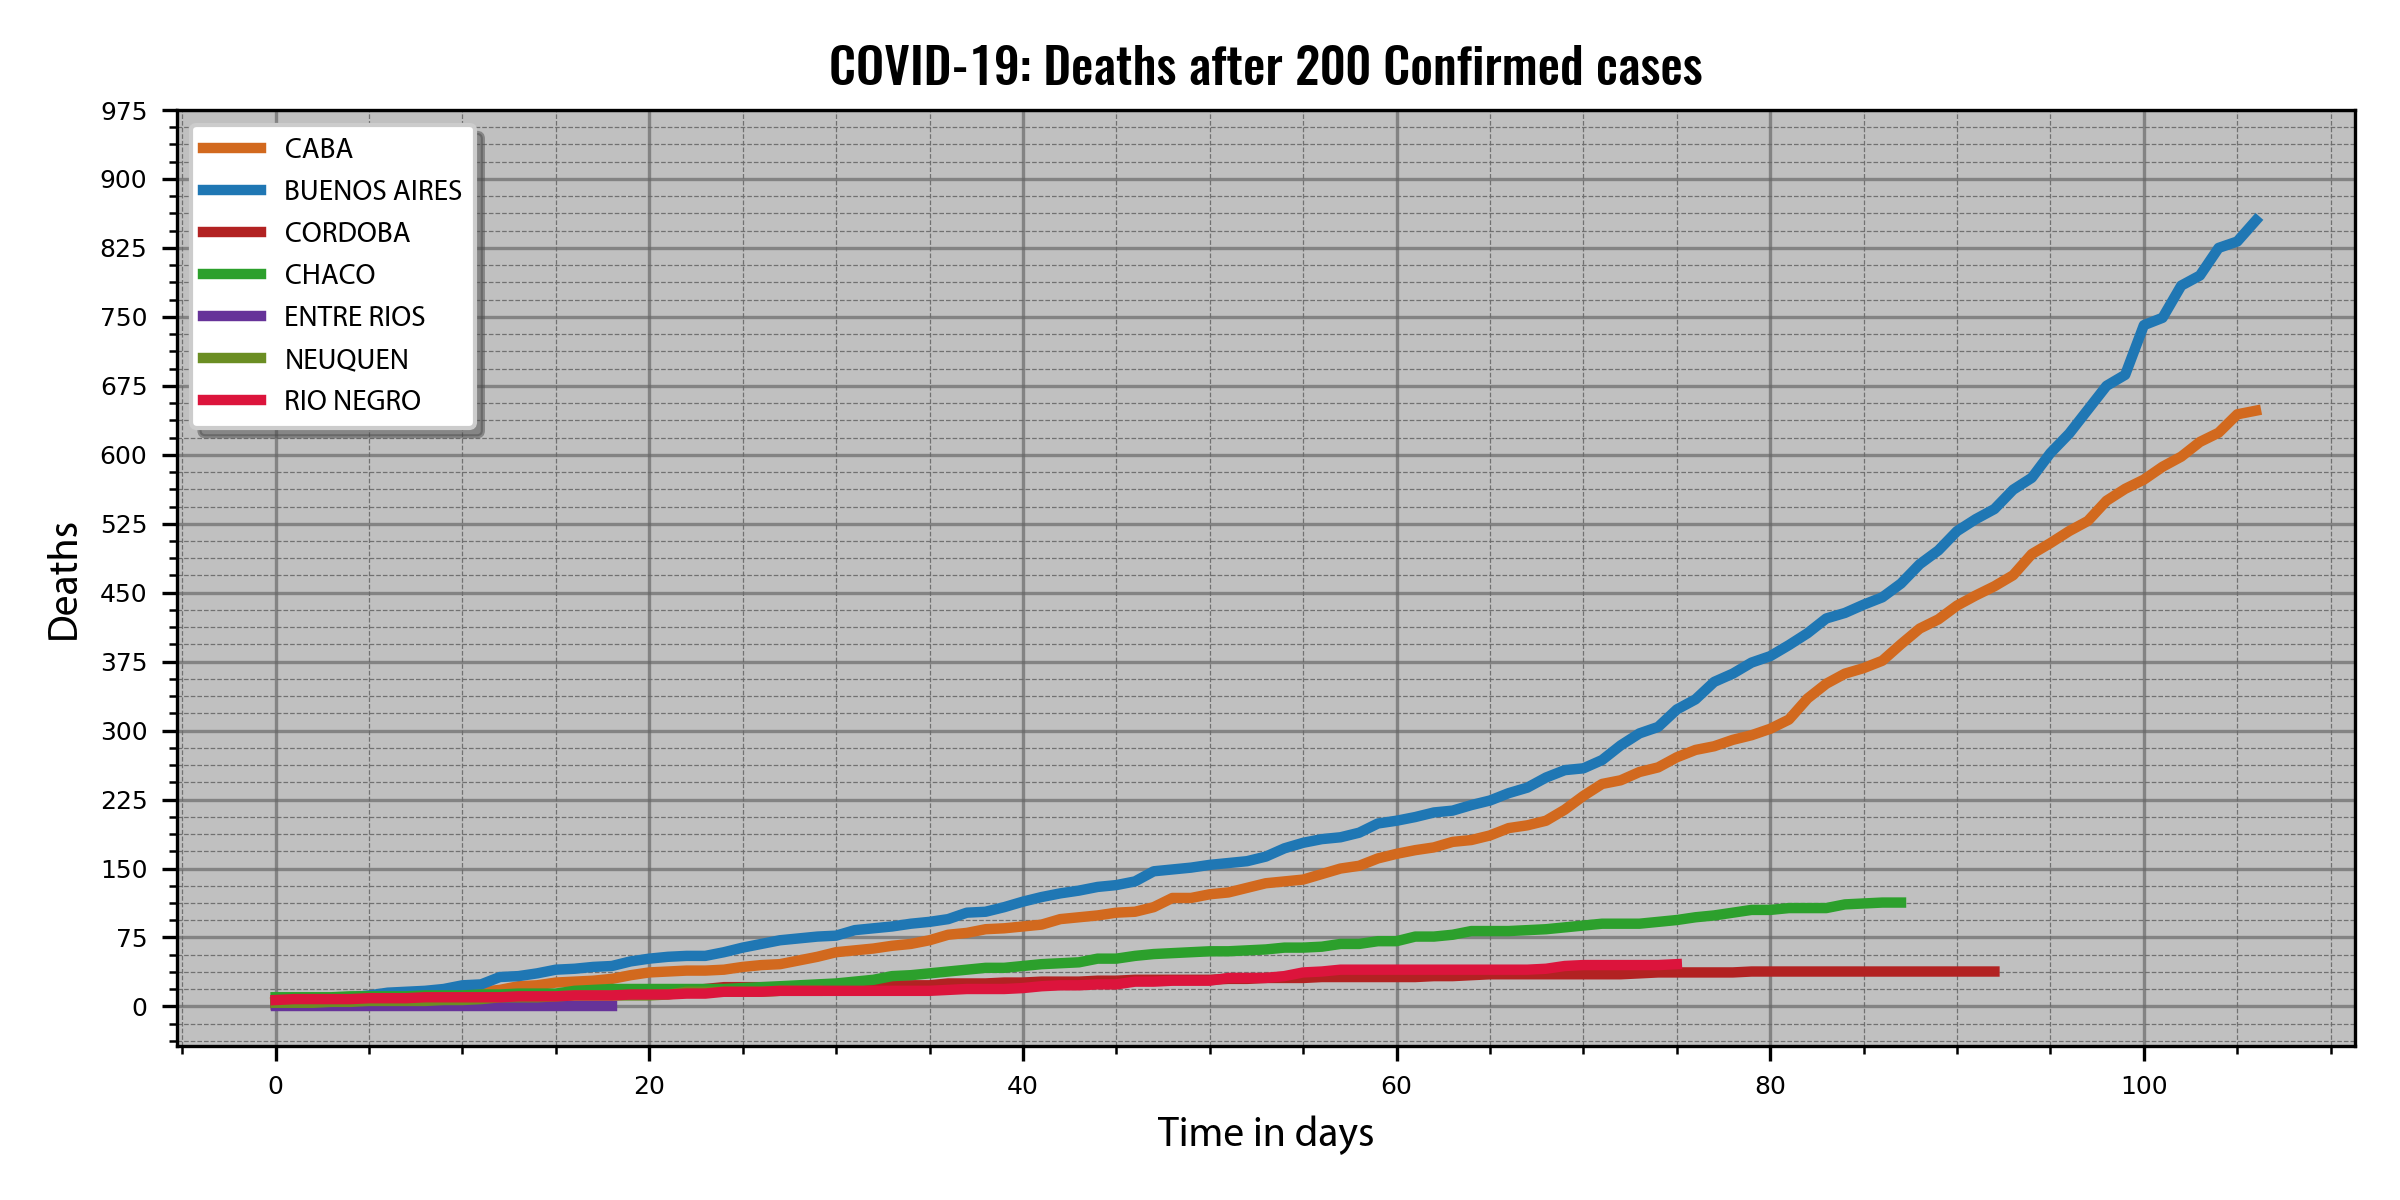 COVID-19: Deaths after 200 Confirmed cases
975
900
825
750
675
600
525
450
375
300
225
150
75
0
Deaths
CABA
BUENOS AIRES
CORDOBA
CHACO
ENTRE RIOS
NEUQUEN
RIO NEGRO
0 20 40 60 80 100
Time in days